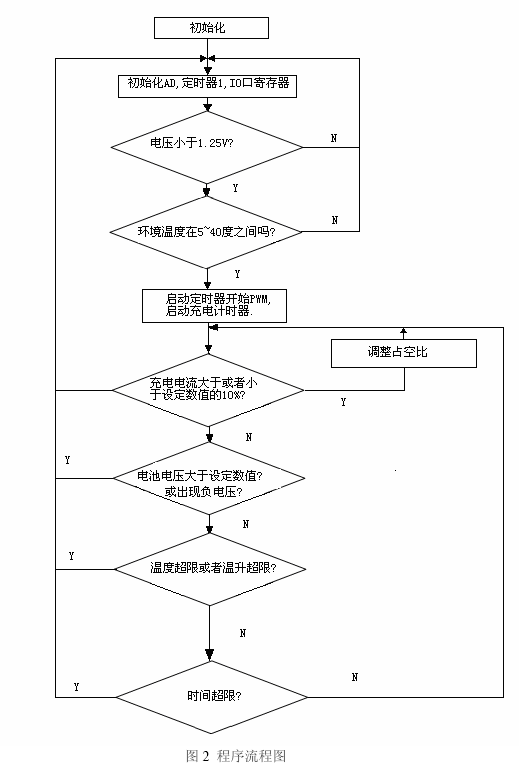 初始化
初始化AD,定时器1,IO口寄存器
电压小于1.25V?
N
Y
环境温度在5~40度之间吗?
N
Y
启动定时器开始PWM,
启动充电计时器.
调整占空比
充电电流大于或者小
于设定数值的10%?
Y
N
Y
电池电压大于设定数值?
或出现负电压?
N
Y
温度超限或者温升超限?
N
Y
时间超限?
N
图 2 程序流程图